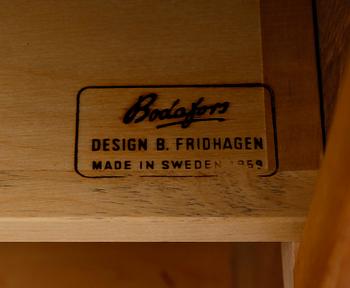 Bodafors
DESIGN B. FRIDHAGEN
MADE IN SWEDEN 1959